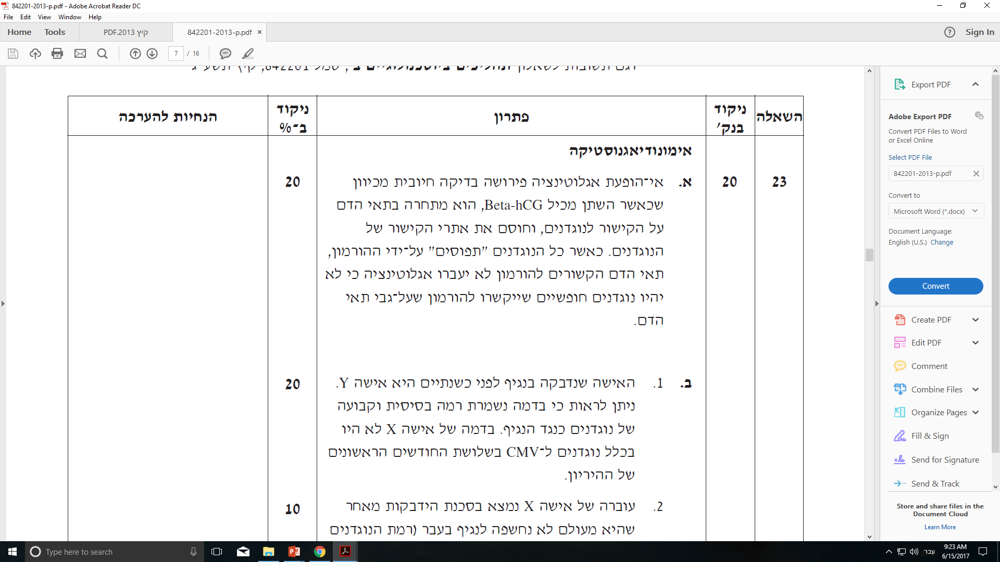 842201-2013-p.pdf - Adobe Acrobat Reader DC
File Edit View Window Help
Home Tools קיץ 2013.PDF 842201-2013-p.pdf ×
7 / 16
Sign In
השאלה ניקוד בנק' פתרון ניקוד ב־% הנחיות להערכה
אימונודיאגנוסטיקה
23 20 א. אי־הופעת אגלוטינציה פירושה בדיקה חיובית מכיוון 20
שכאשר השתן מכיל Beta-hCG, הוא מתחרה בתאי הדם
על הקישור לנוגדנים, וחוסם את אתרי הקישור של
הנוגדנים. כאשר כל הנוגדנים "תפוסים" על־ידי ההורמון,
תאי הדם הקשורים להורמון לא יעברו אגלוטינציה כי לא
יהיו נוגדנים חופשיים שייקשרו להורמון שעל־גבי תאי
הדם.
ב. 1. האישה שנדבקה בנגיף לפני כשנתיים היא אישה Y. 20
ניתן לראות כי בדמה נשמרת רמה בסיסית וקבועה
של נוגדנים כנגד הנגיף. בדמה של אישה X לא היו
בכלל נוגדנים ל־CMV בשלושת החודשים הראשונים
של ההיריון.
2. עוברה של אישה X נמצא בסכנת הידבקות מאחר 10
שהיא מעולם לא נחשפה לנגיף בעבר (רמת הנוגדנים
Export PDF
Adobe Export PDF
Convert PDF Files to Word
or Excel Online
Select PDF File
842201-2013-p.pdf
Convert to
Microsoft Word (*.docx)
Document Language:
English (U.S.) Change
Convert
Create PDF
Edit PDF
Comment
Combine Files
Organize Pages
Fill & Sign
Send for Signature
Send & Track
Store and share files in the
Document Cloud
Learn More
Type here to search
עבר
9:23 AM
6/15/2017